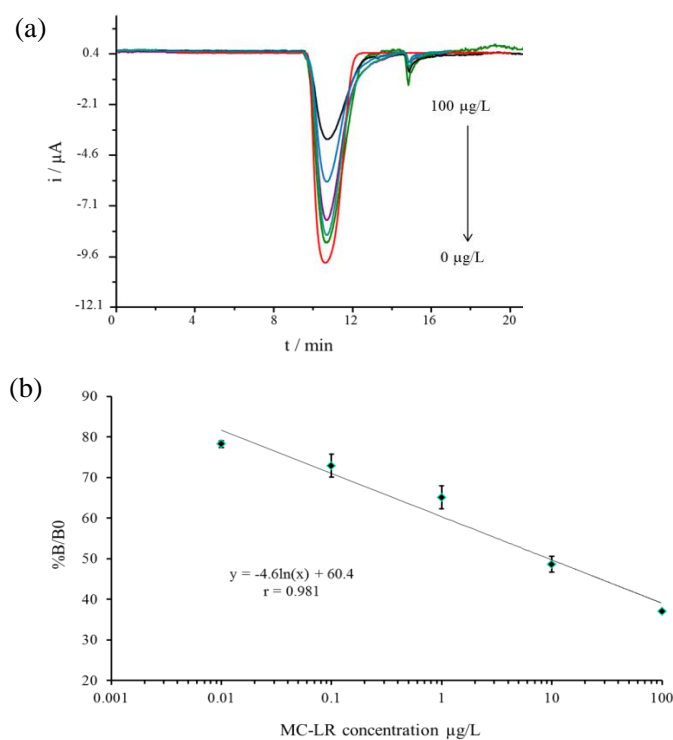 (a)
0.4
-2.1
-4.6
-7.1
-9.6
-12.1
i / µA
100 µg/L
0 µg/L
0 4 8 12 16 20
t / min
(b)
90
80
70
60
50
40
30
20
%B/B0
y = -4.6ln(x) + 60.4
r = 0.981
0.001 0.01 0.1 1 10 100
MC-LR concentration µg/L